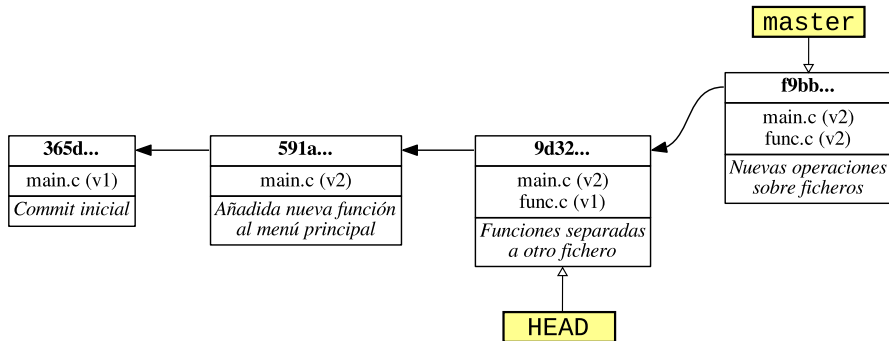 master
f9bb...
main.c (v2)
func.c (v2)
Nuevas operaciones
sobre ficheros
365d...
main.c (v1)
Commit inicial
591a...
main.c (v2)
Añadida nueva función
al menú principal
9d32...
main.c (v2)
func.c (v1)
Funciones separadas
a otro fichero
HEAD